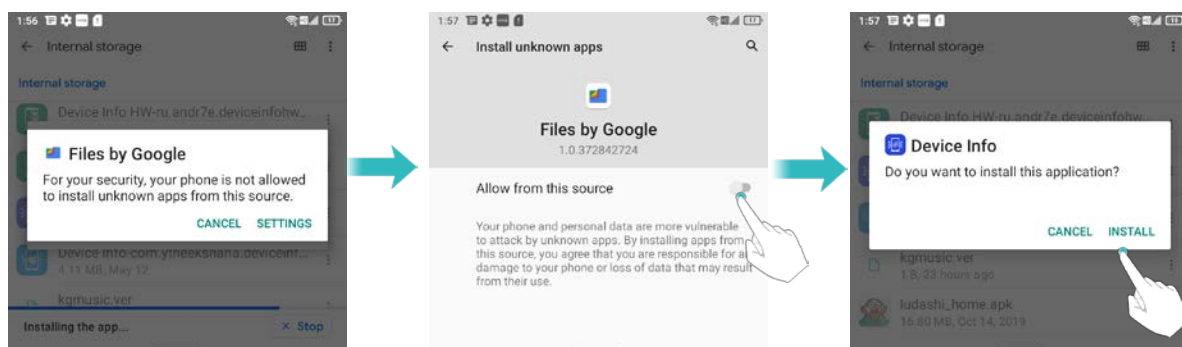 1:56
Internal storage
Internal storage
Device Info HW-ru.andr7e.deviceinfohw...
Files by Google
For your security, your phone is not allowed
to install unknown apps from this source.
CANCEL SETTINGS
4.11 MB, May 12
kgmusic.ver
Installing the app...
× Stop
1:57
Install unknown apps
Files by Google
1.0.372842724
Allow from this source
Your phone and personal data are more vulnerable
to attack by unknown apps. By installing apps from
this source, you agree that you are responsible for a
damage to your phone or loss of data that may result
from their use.
1:57
Internal storage
Internal storage
Device Info HW-ru.andr7e.deviceinfohw...
Device Info
Do you want to install this application?
CANCEL INSTALL
kgmusic.ver
1 B, 23 hours ago
ludashi_home.apk
16.80 MB, Oct 14, 2019